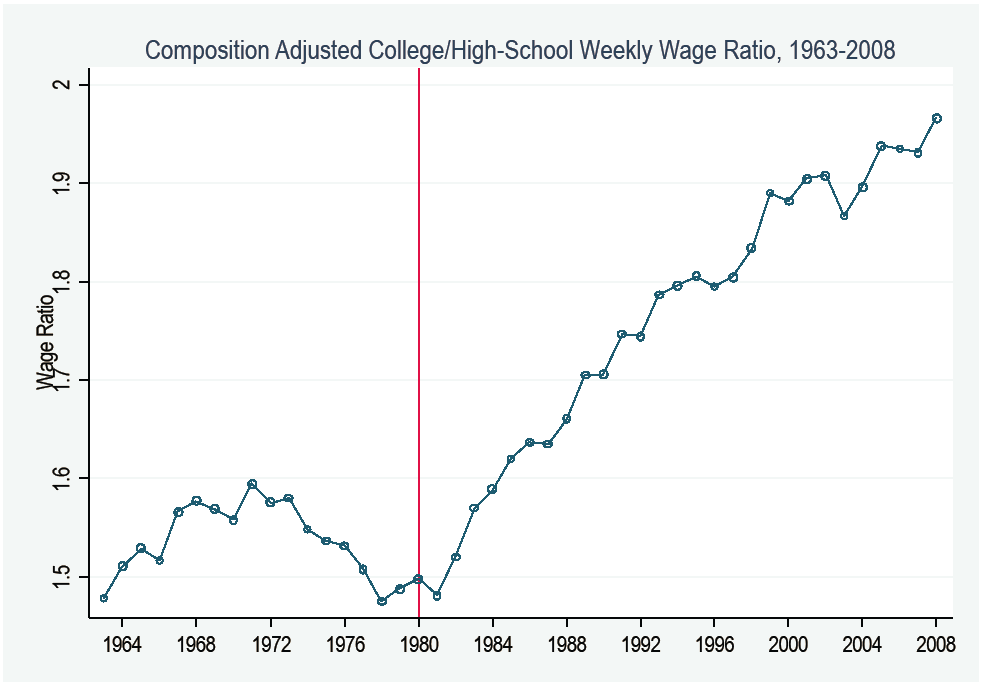 Composition Adjusted College/High-School Weekly Wage Ratio, 1963-2008
2
1.9
1.8
1.7
1.6
1.5
Wage Ratio
1964 1968 1972 1976 1980 1984 1988 1992 1996 2000 2004 2008